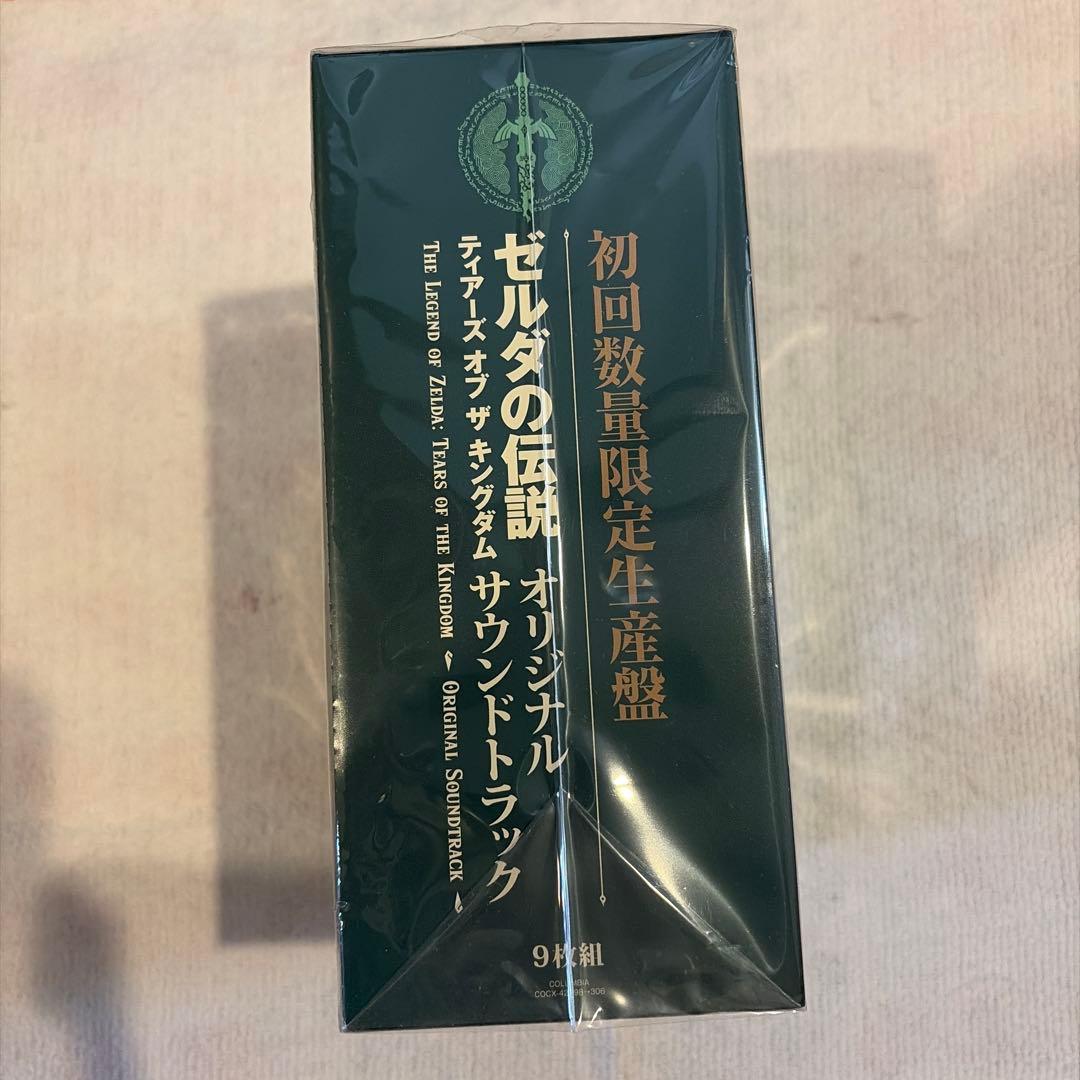 初回数量限定生産盤
ゼルダの伝説
ティアーズ オブ ザ キングダム
オリジナル
サウンドトラック
THE LEGEND OF ZELDA: TEARS OF THE KINGDOM ORIGINAL SOUNDTRACK
9枚組
COLUMBIA